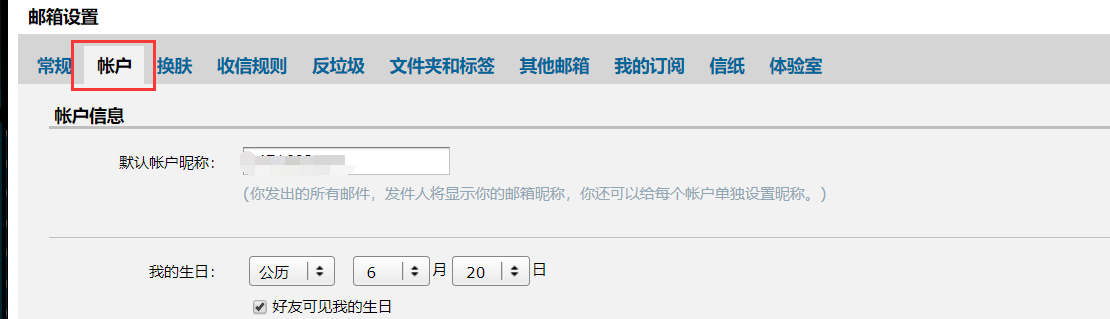 邮箱设置
常规 帐户 换肤 收信规则 反垃圾 文件夹和标签 其他邮箱 我的订阅 信纸 体验室
帐户信息
默认帐户昵称：
(你发出的所有邮件，发件人将显示你的邮箱昵称，你还可以给每个帐户单独设置昵称。)
我的生日： 公历 6 月 20 日
好友可见我的生日